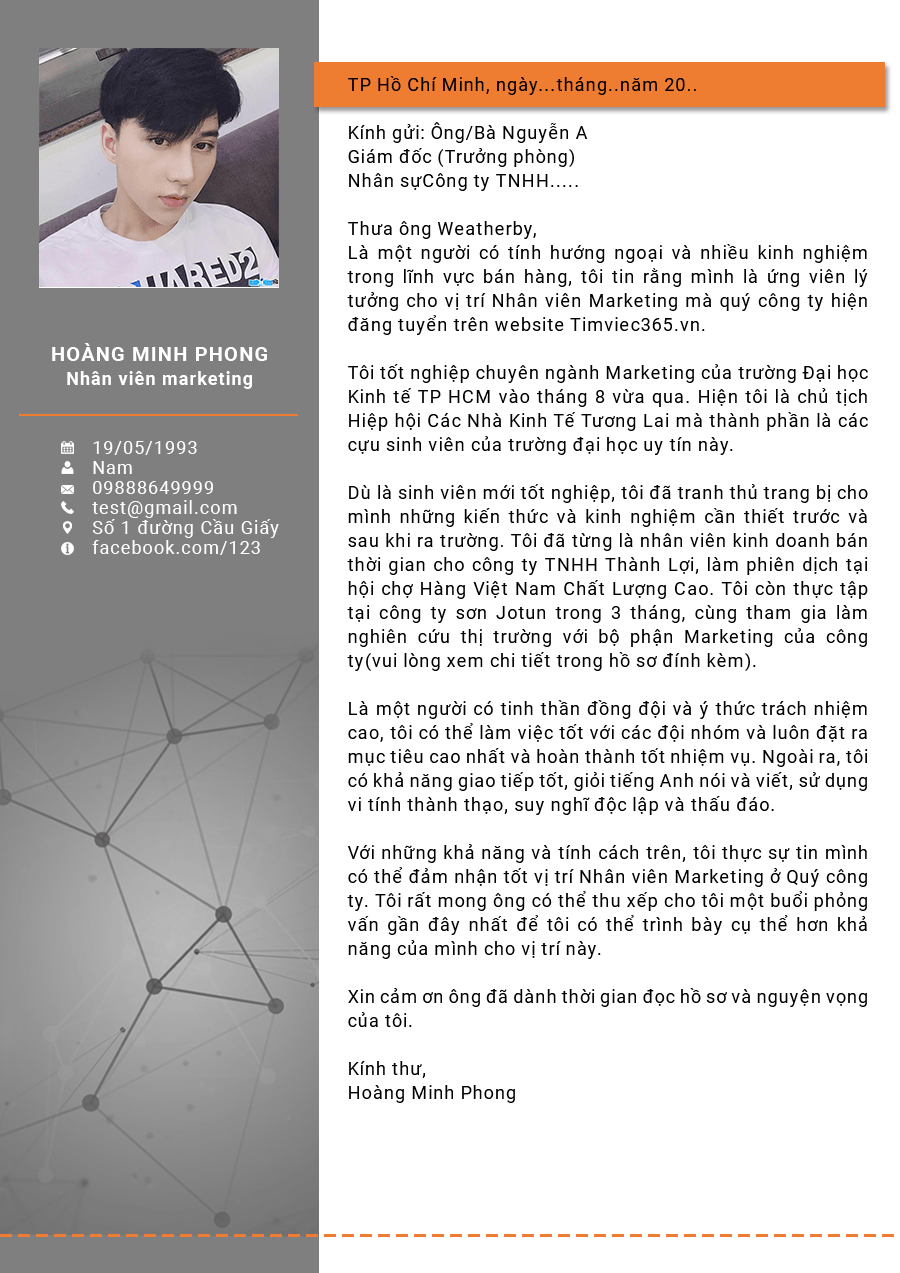 HOÀNG MINH PHONG
Nhân viên marketing
19/05/1993
Nam
09888649999
test@gmail.com
Số 1 đường Cầu Giấy
facebook.com/123
TP Hồ Chí Minh, ngày...tháng..năm 20..
Kính gửi: Ông/Bà Nguyễn A
Giám đốc (Trưởng phòng)
Nhân sựCông ty TNHH.....
Thưa ông Weatherby,
Là một người có tính hướng ngoại và nhiều kinh nghiệm
trong lĩnh vực bán hàng, tôi tin rằng mình là ứng viên lý
tưởng cho vị trí Nhân viên Marketing mà quý công ty hiện
đăng tuyển trên website Timviec365.vn.
Tôi tốt nghiệp chuyên ngành Marketing của trường Đại học
Kinh tế TP HCM vào tháng 8 vừa qua. Hiện tôi là chủ tịch
Hiệp hội Các Nhà Kinh Tế Tương Lai mà thành phần là các
cựu sinh viên của trường đại học uy tín này.
Dù là sinh viên mới tốt nghiệp, tôi đã tranh thủ trang bị cho
mình những kiến thức và kinh nghiệm cần thiết trước và
sau khi ra trường. Tôi đã từng là nhân viên kinh doanh bán
thời gian cho công ty TNHH Thành Lợi, làm phiên dịch tại
hội chợ Hàng Việt Nam Chất Lượng Cao. Tôi còn thực tập
tại công ty sơn Jotun trong 3 tháng, cùng tham gia làm
nghiên cứu thị trường với bộ phận Marketing của công
ty(vui lòng xem chi tiết trong hồ sơ đính kèm).
Là một người có tinh thần đồng đội và ý thức trách nhiệm
cao, tôi có thể làm việc tốt với các đội nhóm và luôn đặt ra
mục tiêu cao nhất và hoàn thành tốt nhiệm vụ. Ngoài ra, tôi
có khả năng giao tiếp tốt, giỏi tiếng Anh nói và viết, sử dụng
vi tính thành thạo, suy nghĩ độc lập và thấu đáo.
Với những khả năng và tính cách trên, tôi thực sự tin mình
có thể đảm nhận tốt vị trí Nhân viên Marketing ở Quý công
ty. Tôi rất mong ông có thể thu xếp cho tôi một buổi phỏng
vấn gần đây nhất để tôi có thể trình bày cụ thể hơn khả
năng của mình cho vị trí này.
Xin cảm ơn ông đã dành thời gian đọc hồ sơ và nguyện vọng
của tôi.
Kính thư,
Hoàng Minh Phong